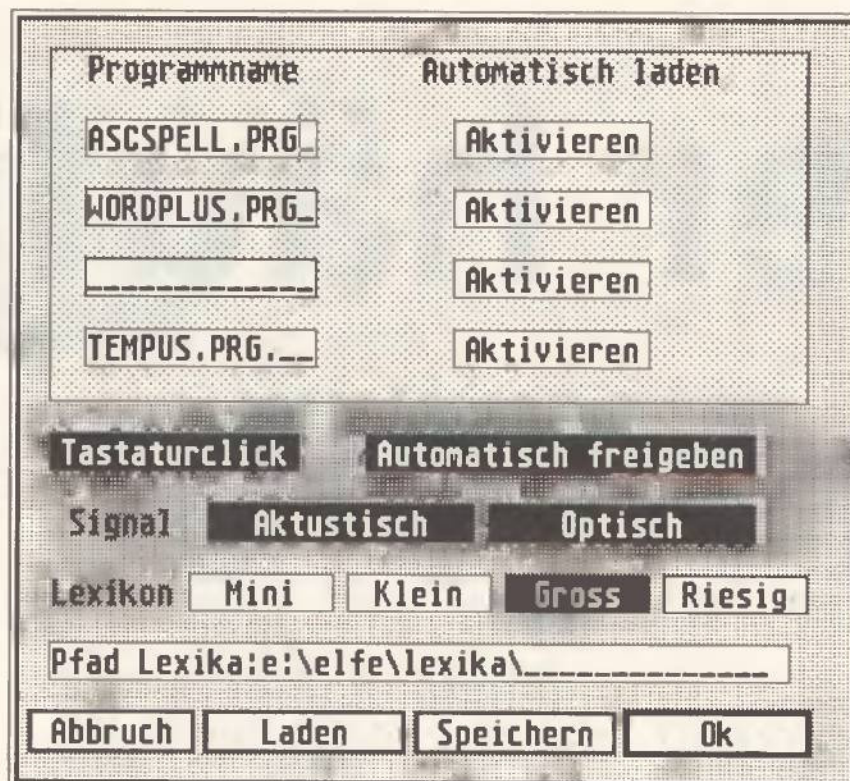 Programmname Automatisch laden
ASCSPELL.PRG_ Aktivieren
WORDPLUS.PRG_ Aktivieren
_____________ Aktivieren
TEMPUS.PRG.__ Aktivieren
Tastaturclick Automatisch freigeben
Signal Aktustisch Optisch
Lexikon Mini Klein Gross Riesig
Pfad Lexika:e:\elfe\lexika\______________
Abbruch Laden Speichern Ok